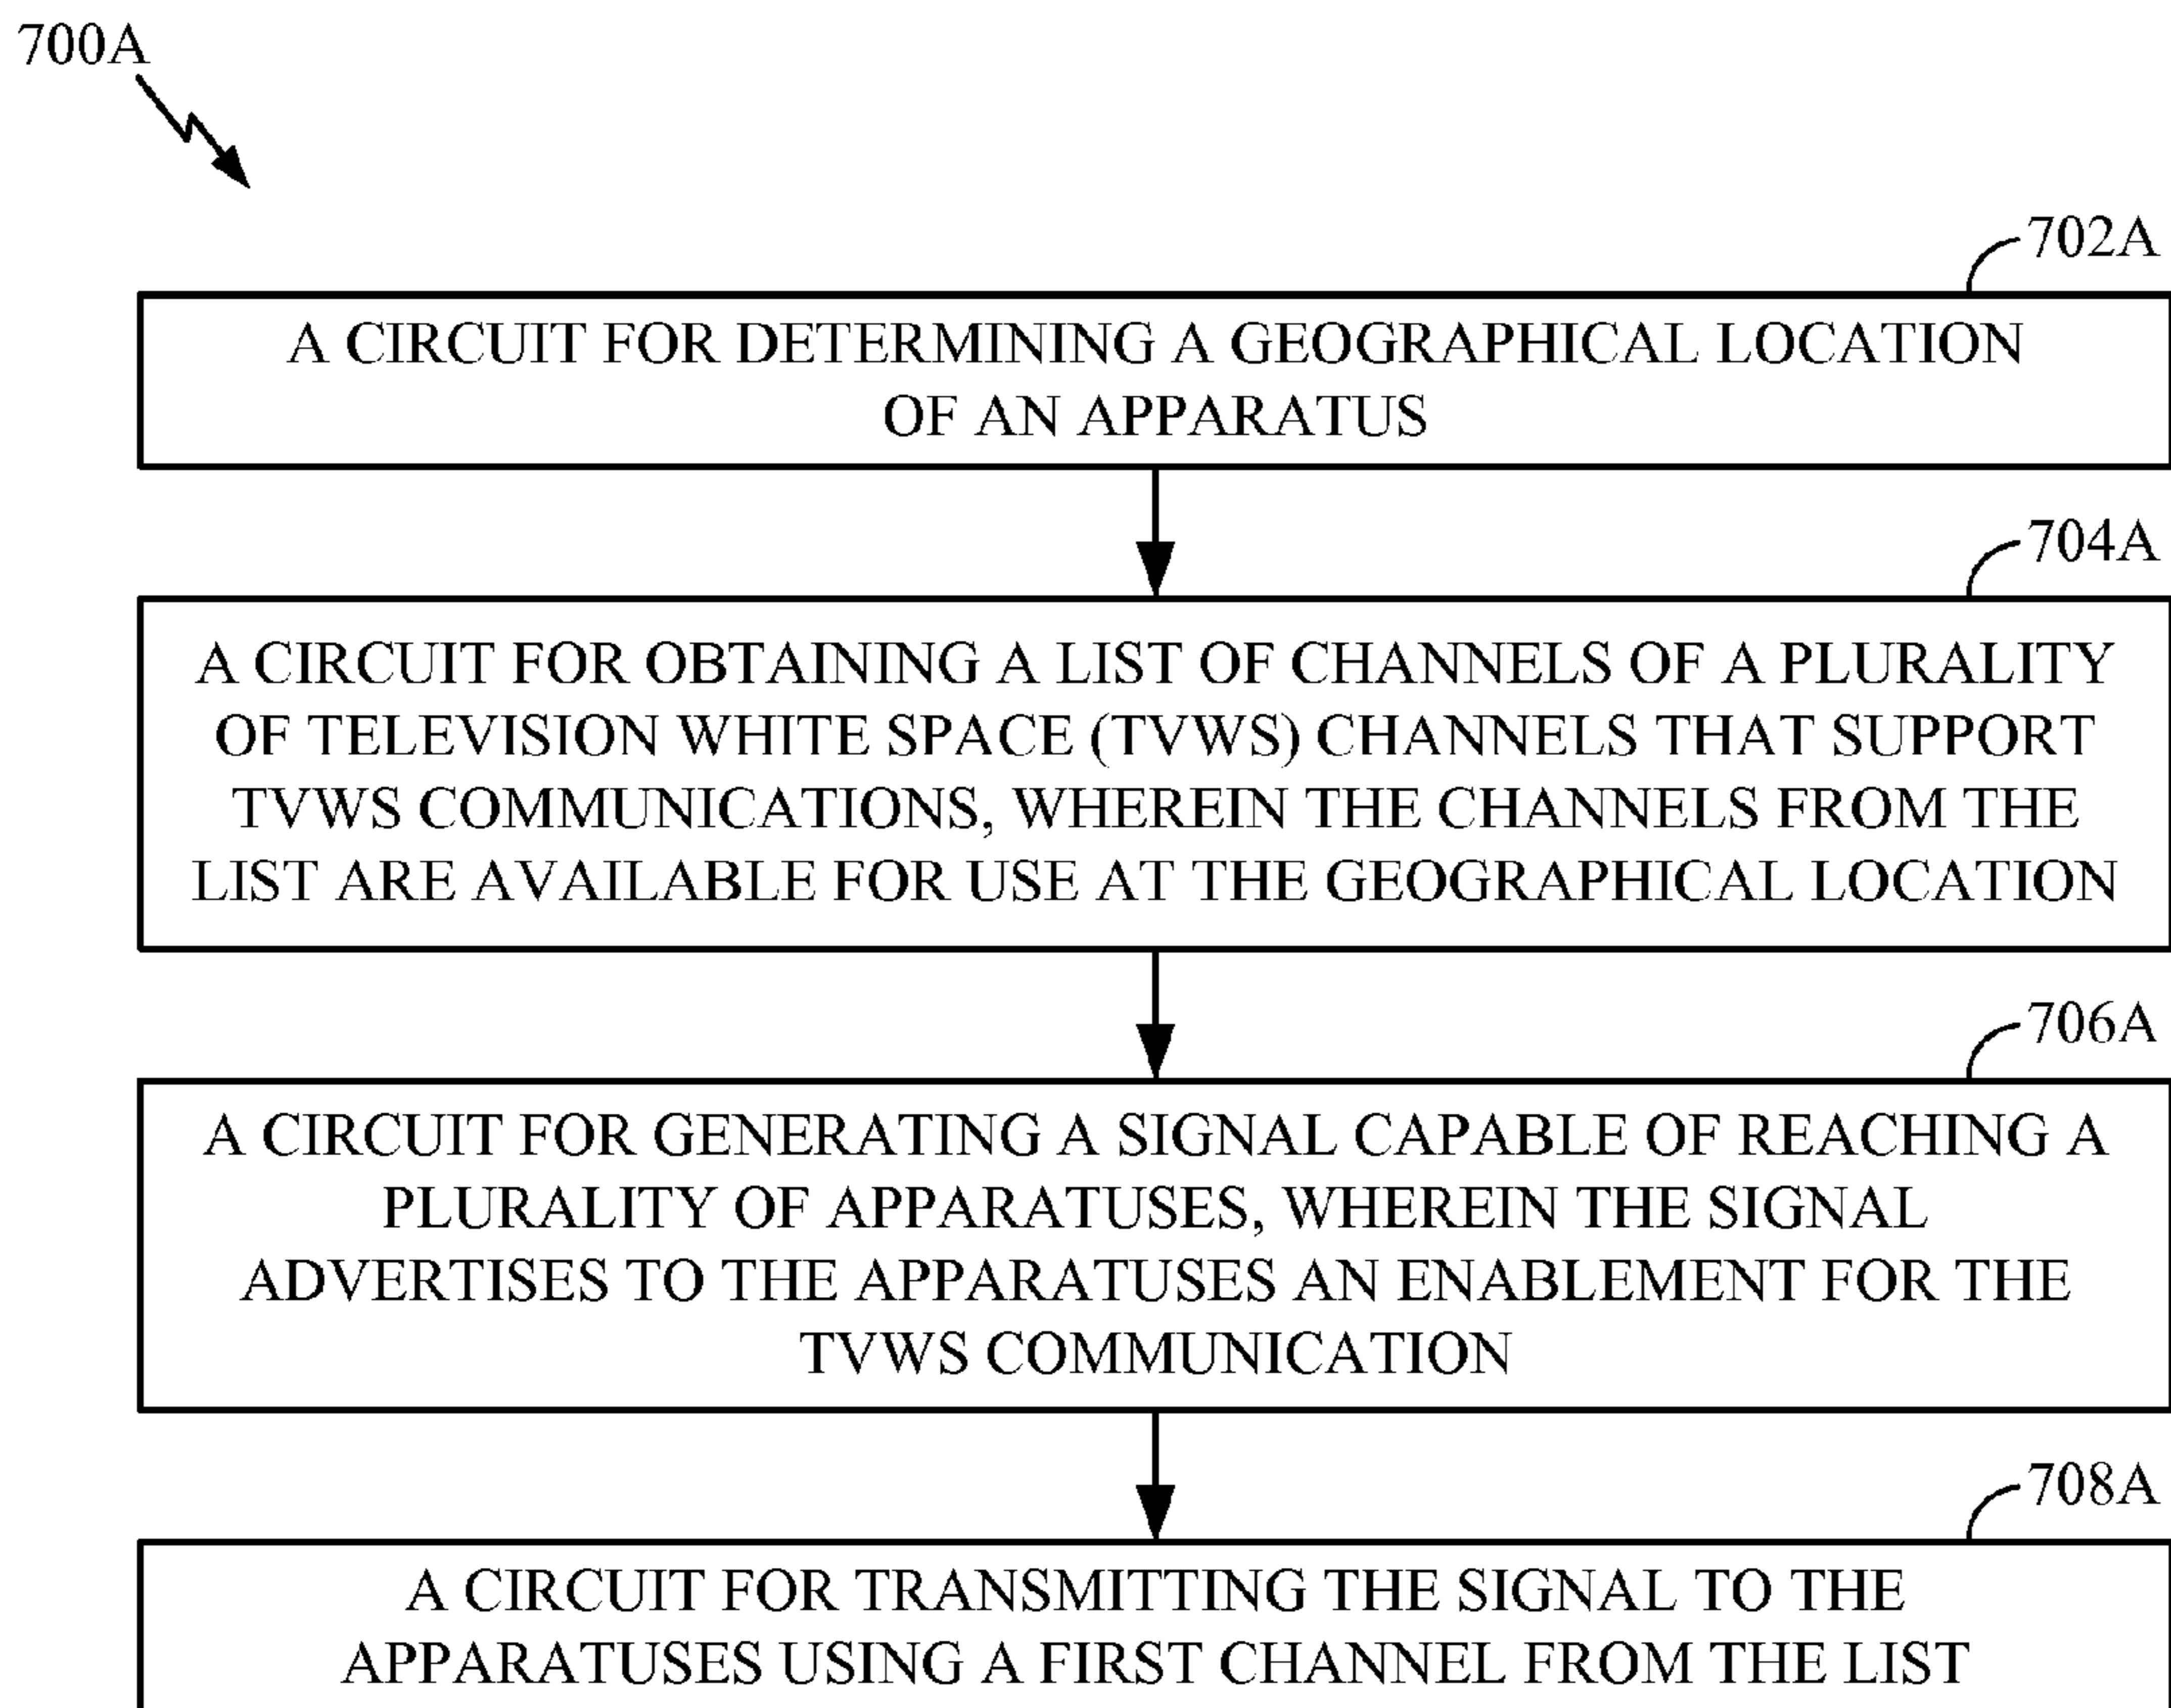 700A
702A
A CIRCUIT FOR DETERMINING A GEOGRAPHICAL LOCATION
OF AN APPARATUS
704A
A CIRCUIT FOR OBTAINING A LIST OF CHANNELS OF A PLURALITY
OF TELEVISION WHITE SPACE (TVWS) CHANNELS THAT SUPPORT
TVWS COMMUNICATIONS, WHEREIN THE CHANNELS FROM THE
LIST ARE AVAILABLE FOR USE AT THE GEOGRAPHICAL LOCATION
706A
A CIRCUIT FOR GENERATING A SIGNAL CAPABLE OF REACHING A
PLURALITY OF APPARATUSES, WHEREIN THE SIGNAL
ADVERTISES TO THE APPARATUSES AN ENABLEMENT FOR THE
TVWS COMMUNICATION
708A
A CIRCUIT FOR TRANSMITTING THE SIGNAL TO THE
APPARATUSES USING A FIRST CHANNEL FROM THE LIST